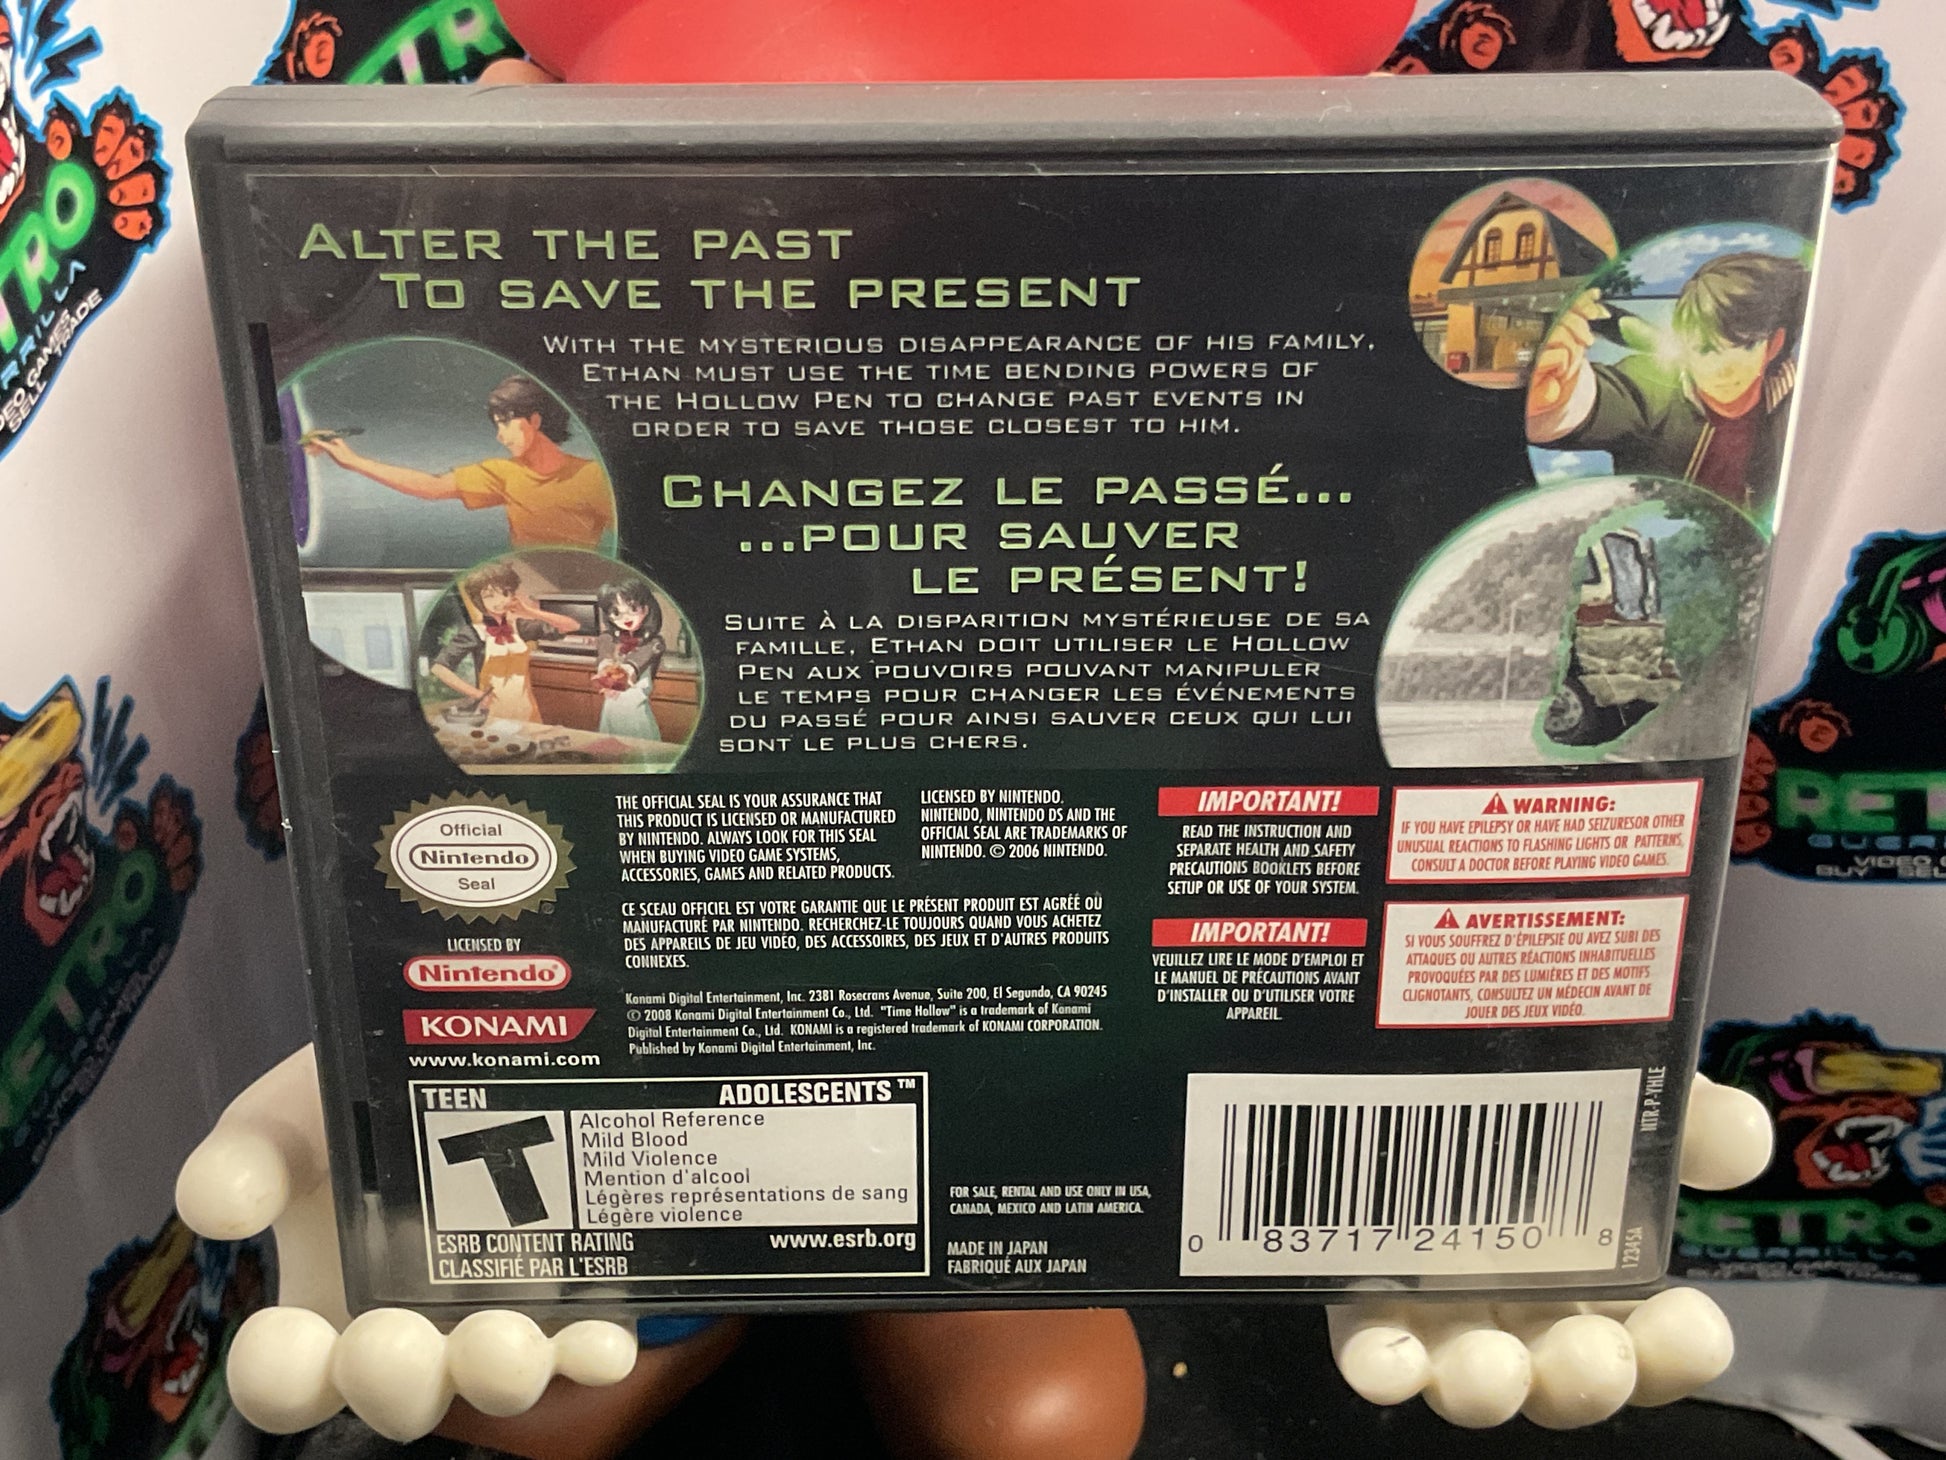 ALTER THE PAST
TO SAVE THE PRESENT
WITH THE MYSTERIOUS DISAPPEARANCE OF HIS FAMILY,
ETHAN MUST USE THE TIME BENDING POWERS OF
THE HOLLOW PEN TO CHANGE PAST EVENTS IN
ORDER TO SAVE THOSE CLOSEST TO HIM.
CHANGEZ LE PASSÉ...
...POUR SAUVER
LE PRÉSENT!
SUITE À LA DISPARITION MYSTÉRIEUSE DE SA
FAMILLE, ETHAN DOIT UTILISER LE HOLLOW
PEN AUX POUVOIRS POUVANT MANIPULER
LE TEMPS POUR CHANGER LES ÉVÉNEMENTS
DU PASSÉ POUR AINSI SAUVER CEUX QUI LUI
SONT LE PLUS CHERS.
Official
Nintendo
Seal
THE OFFICIAL SEAL IS YOUR ASSURANCE THAT
THIS PRODUCT IS LICENSED OR MANUFACTURED
BY NINTENDO. ALWAYS LOOK FOR THIS SEAL
WHEN BUYING VIDEO GAME SYSTEMS,
ACCESSORIES, GAMES AND RELATED PRODUCTS.
LICENSED BY NINTENDO.
NINTENDO, NINTENDO DS AND THE
OFFICIAL SEAL ARE TRADEMARKS OF
NINTENDO. © 2006 NINTENDO.
CE SCEAU OFFICIEL EST VOTRE GARANTIE QUE LE PRÉSENT PRODUIT EST AGRÉÉ OU
MANUFACTURÉ PAR NINTENDO. RECHERCHEZ-LE TOUJOURS QUAND VOUS ACHETEZ
DES APPAREILS DE JEU VIDÉO, DES ACCESSOIRES, DES JEUX ET D'AUTRES PRODUITS
CONNEXES.
IMPORTANT!
READ THE INSTRUCTION AND
SEPARATE HEALTH AND SAFETY
PRECAUTIONS BOOKLETS BEFORE
SETUP OR USE OF YOUR SYSTEM.
IMPORTANT!
VEUILLEZ LIRE LE MODE D'EMPLOI ET
LE MANUEL DE PRÉCAUTIONS AVANT
D'INSTALLER OU D'UTILISER VOTRE
APPAREIL.
WARNING:
IF YOU HAVE EPILEPSY OR HAVE HAD SEIZURESOR OTHER
UNUSUAL REACTIONS TO FLASHING LIGHTS OR PATTERNS,
CONSULT A DOCTOR BEFORE PLAYING VIDEO GAMES.
AVERTISSEMENT:
SI VOUS SOUFFREZ D'ÉPILEPSIE OU AVEZ SUBI DES
ATTAQUES OU AUTRES RÉACTIONS INHABITUELLES
PROVOQUÉES PAR DES LUMIÈRES ET DES MOTIFS
CLIGNOTANTS, CONSULTEZ UN MÉDECIN AVANT DE
JOUER DES JEUX VIDÉO.
LICENSED BY
Nintendo®
KONAMI
www.konami.com
Konami Digital Entertainment, Inc. 2381 Rosecrans Avenue, Suite 200, El Segundo, CA 90245
© 2008 Konami Digital Entertainment Co., Ltd. "Time Hollow" is a trademark of Konami
Digital Entertainment Co., Ltd. KONAMI is a registered trademark of KONAMI CORPORATION.
Published by Konami Digital Entertainment, Inc.
TEEN ADOLESCENTS ™
T
Alcohol Reference
Mild Blood
Mild Violence
Mention d'alcool
Légères représentations de sang
Légère violence
ESRB CONTENT RATING www.esrb.org
CLASSIFIÉ PAR L'ESRB
FOR SALE, RENTAL AND USE ONLY IN USA,
CANADA, MEXICO AND LATIN AMERICA.
MADE IN JAPAN
FABRIQUÉ AUX JAPAN
0 83717 24150 8
NTR-P-YHLE
12345A
RETRO
GUERRILLA
VIDEO GAMES
BUY SELL TRADE